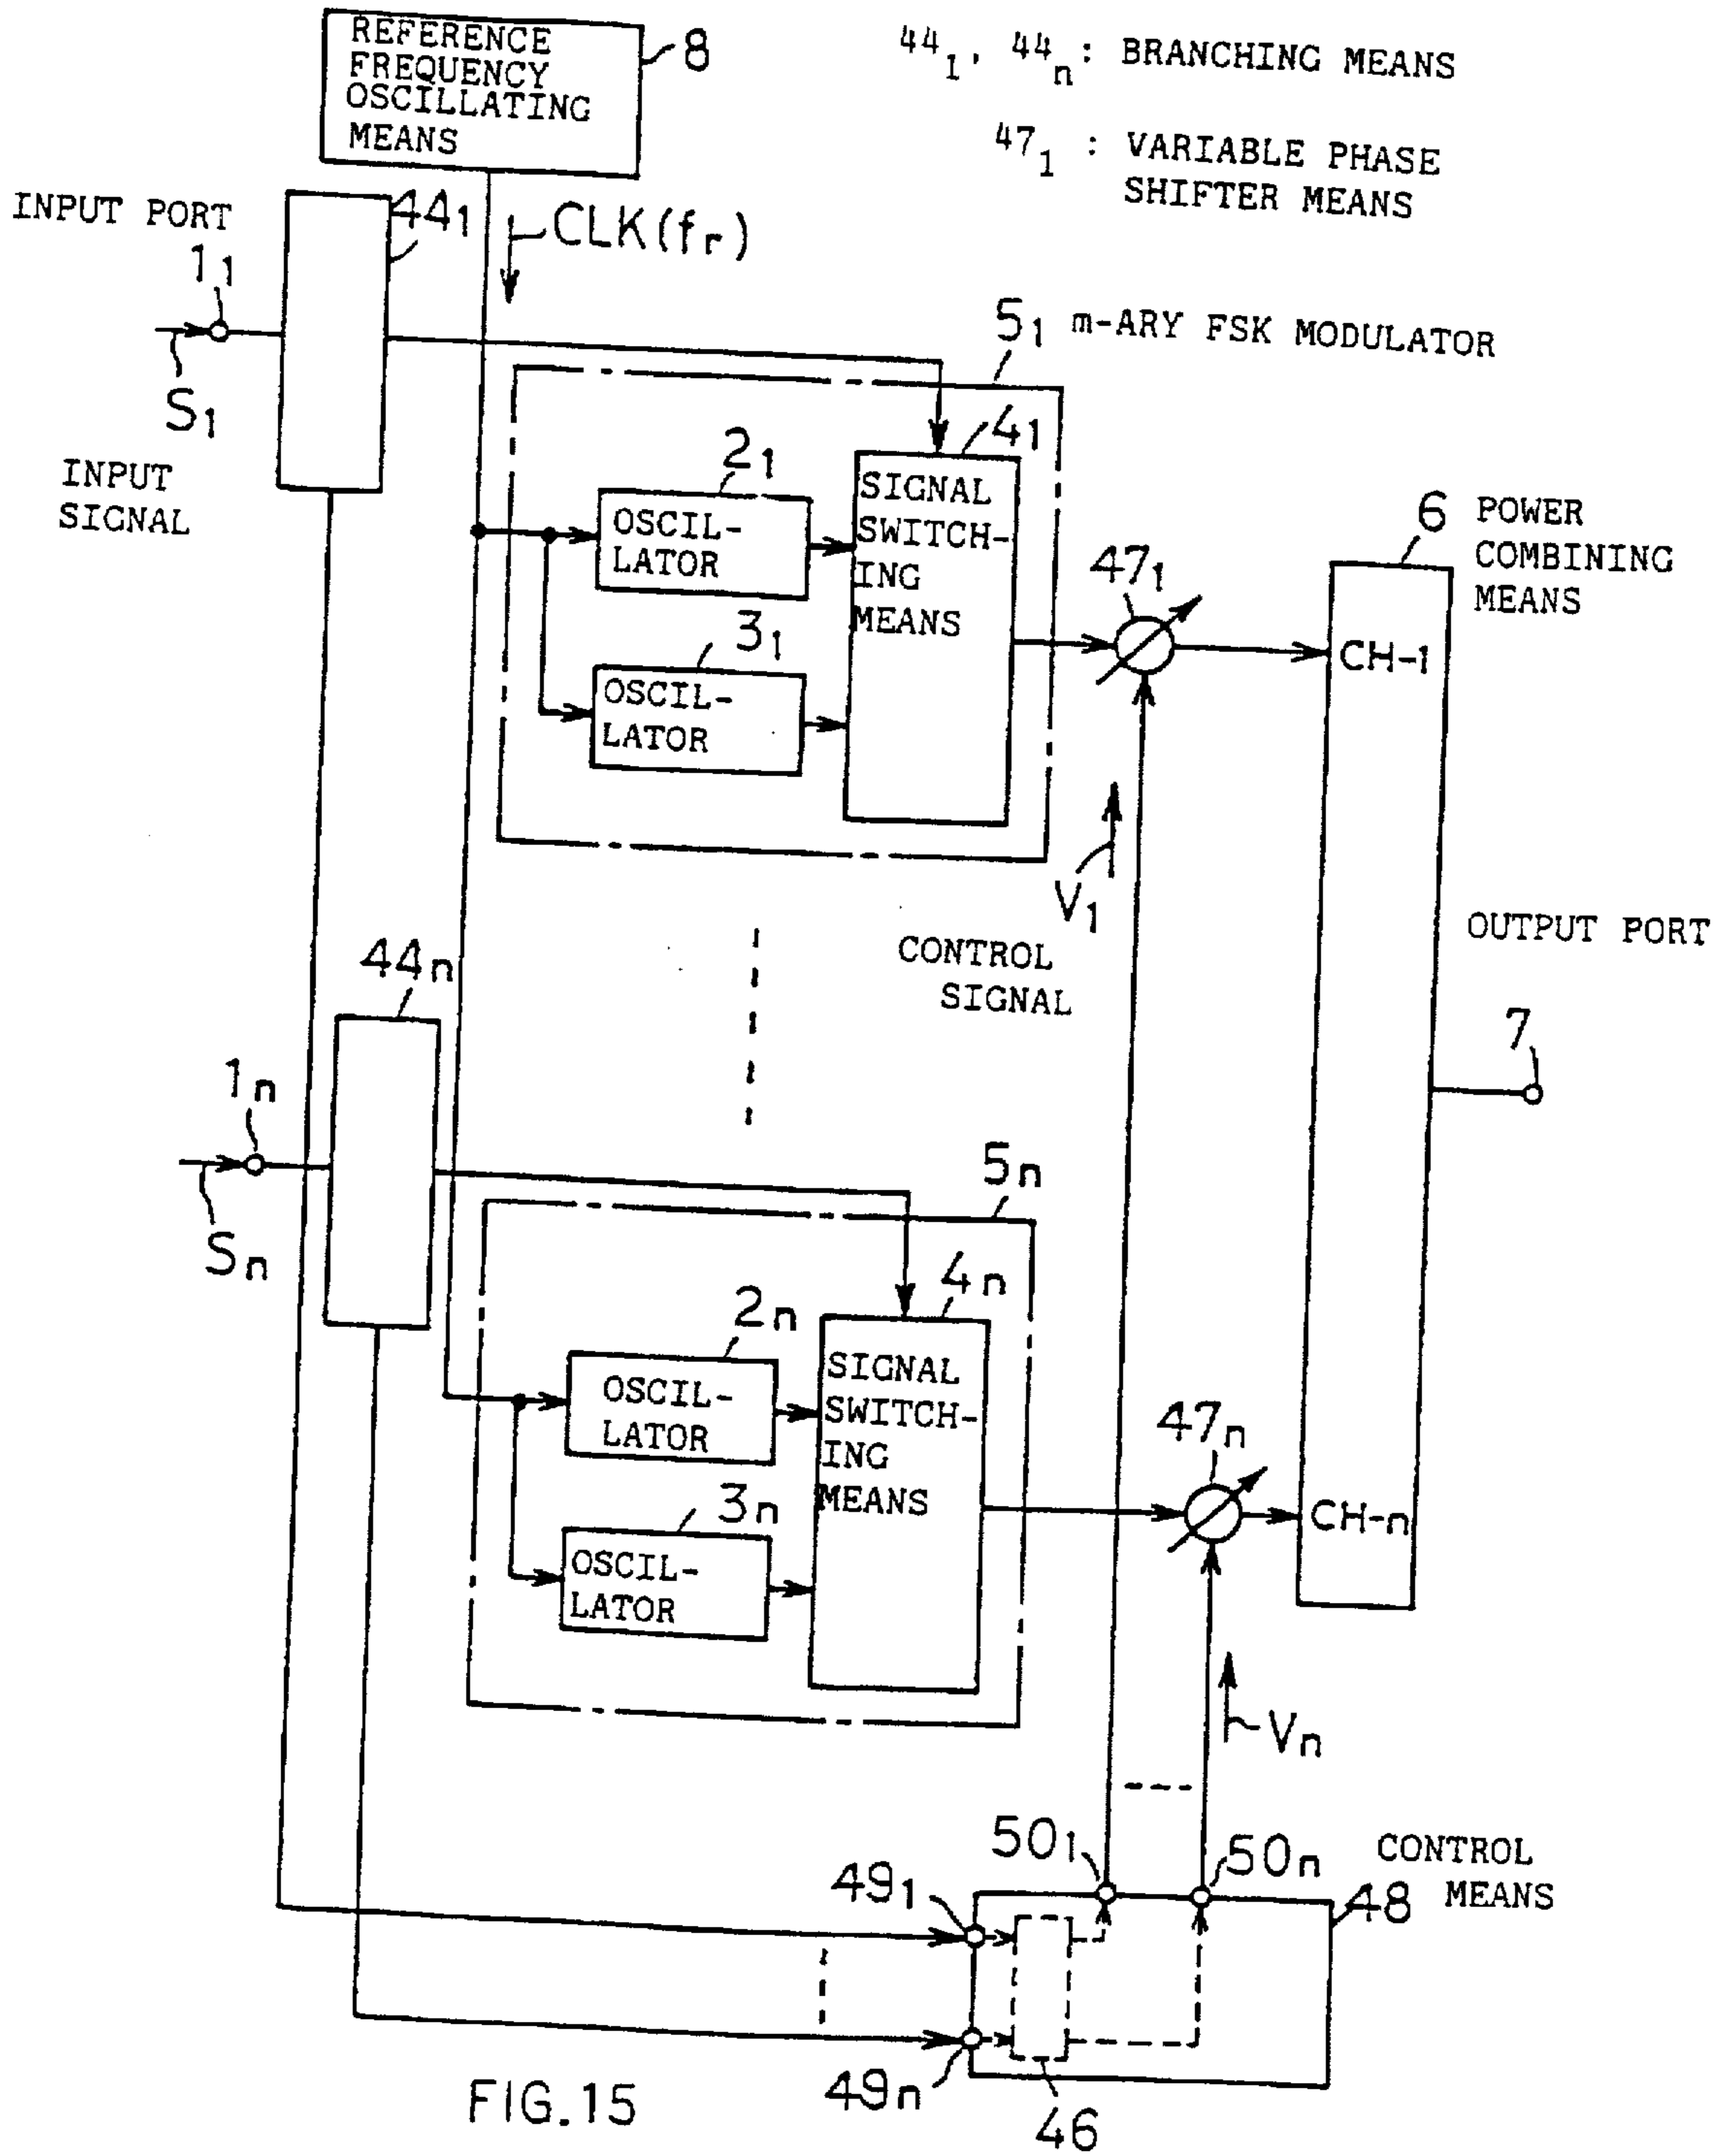 REFERENCE
FREQUENCY
OSCILLATING
MEANS
8
44₁, 44ₙ: BRANCHING MEANS
47₁ : VARIABLE PHASE
SHIFTER MEANS
INPUT PORT
44₁
1₁
CLK(fᵣ)
S₁
INPUT
SIGNAL
5₁ m-ARY FSK MODULATOR
2₁
4₁
OSCIL-
LATOR
SIGNAL
SWITCH-
ING
MEANS
3₁
OSCIL-
LATOR
47₁
6 POWER
COMBINING
MEANS
CH-1
V₁
CONTROL
SIGNAL
OUTPUT PORT
7
44ₙ
1ₙ
Sₙ
5ₙ
2ₙ
4ₙ
OSCIL-
LATOR
SIGNAL
SWITCH-
ING
MEANS
3ₙ
OSCIL-
LATOR
47ₙ
CH-n
Vₙ
50₁
50ₙ
CONTROL
MEANS
48
49₁
49ₙ
46
FIG.15